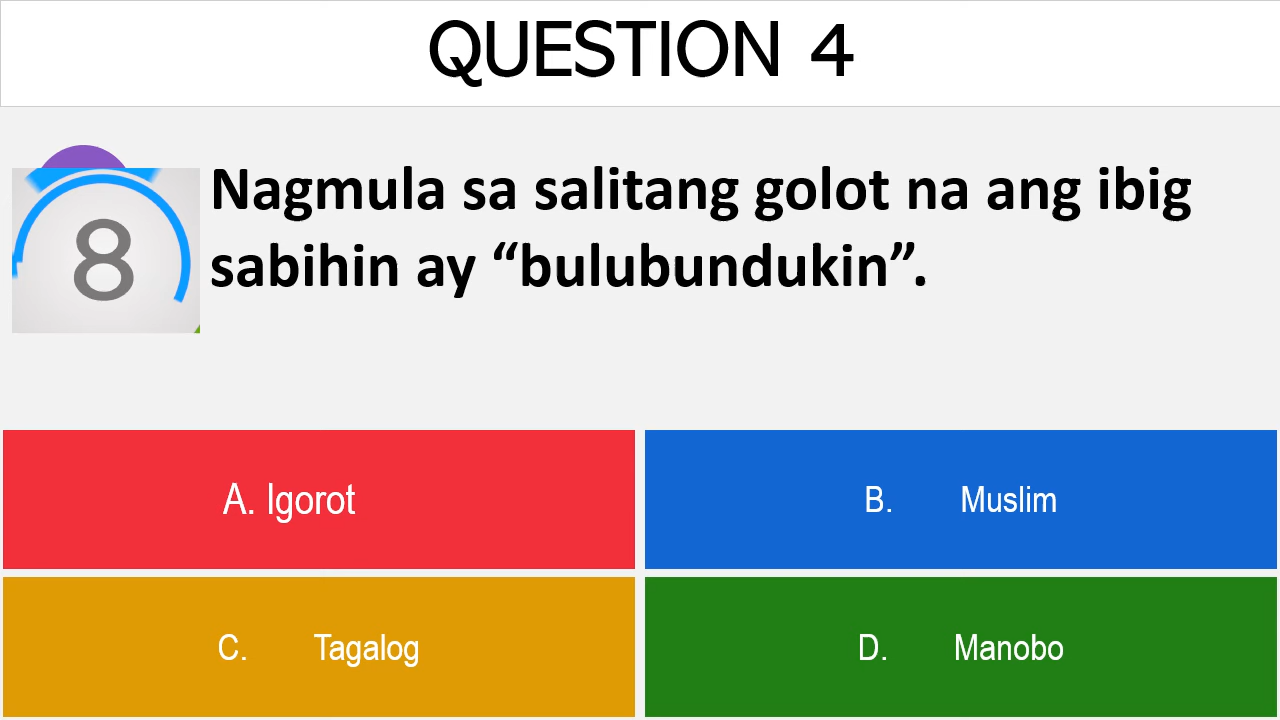 QUESTION 4
8
Nagmula sa salitang golot na ang ibig
sabihin ay “bulubundukin”.
A. Igorot
B. Muslim
C. Tagalog
D. Manobo